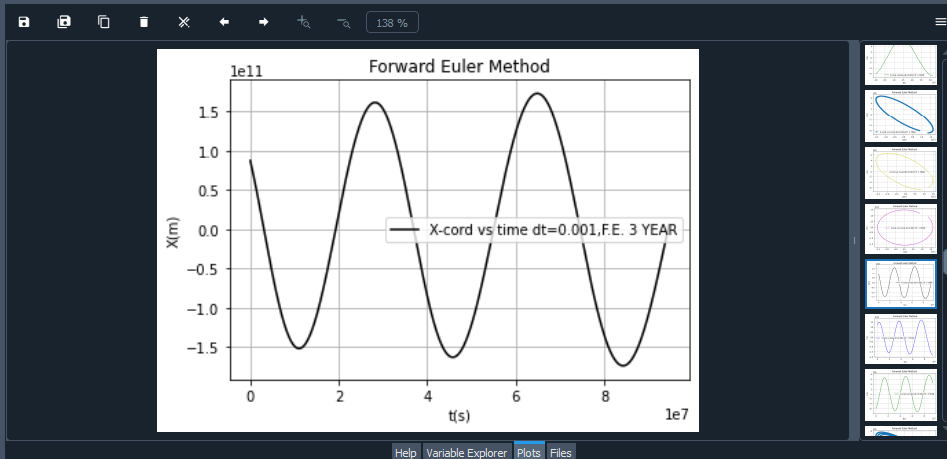 138 %
Forward Euler Method
1e11
1.5
1.0
0.5
0.0
−0.5
−1.0
−1.5
X(m)
X-cord vs time dt=0.001,F.E. 3 YEAR
0 2 4 6 8
t(s)
1e7
Help Variable Explorer Plots Files